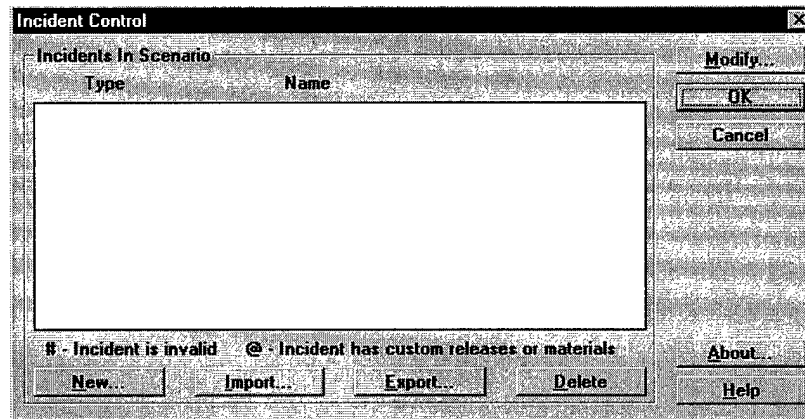 Incident Control
Incidents In Scenario
Type Name
Modify...
OK
Cancel
# - Incident is invalid @ - Incident has custom releases or materials
About...
New... Import... Export... Delete
Help